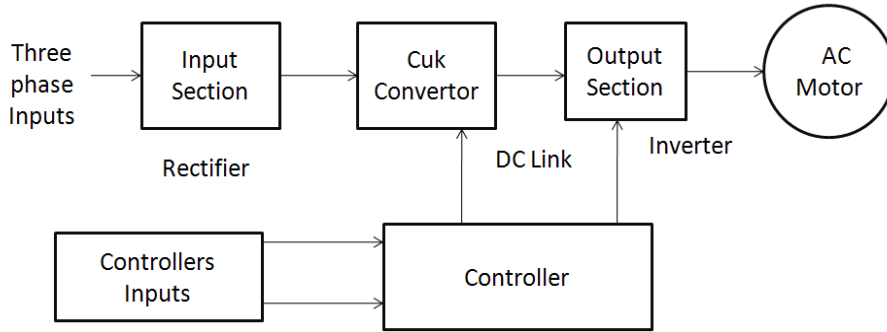 Three
phase
Inputs
Input
Section
Cuk
Convertor
Output
Section
AC
Motor
Rectifier
DC Link
Inverter
Controllers
Inputs
Controller